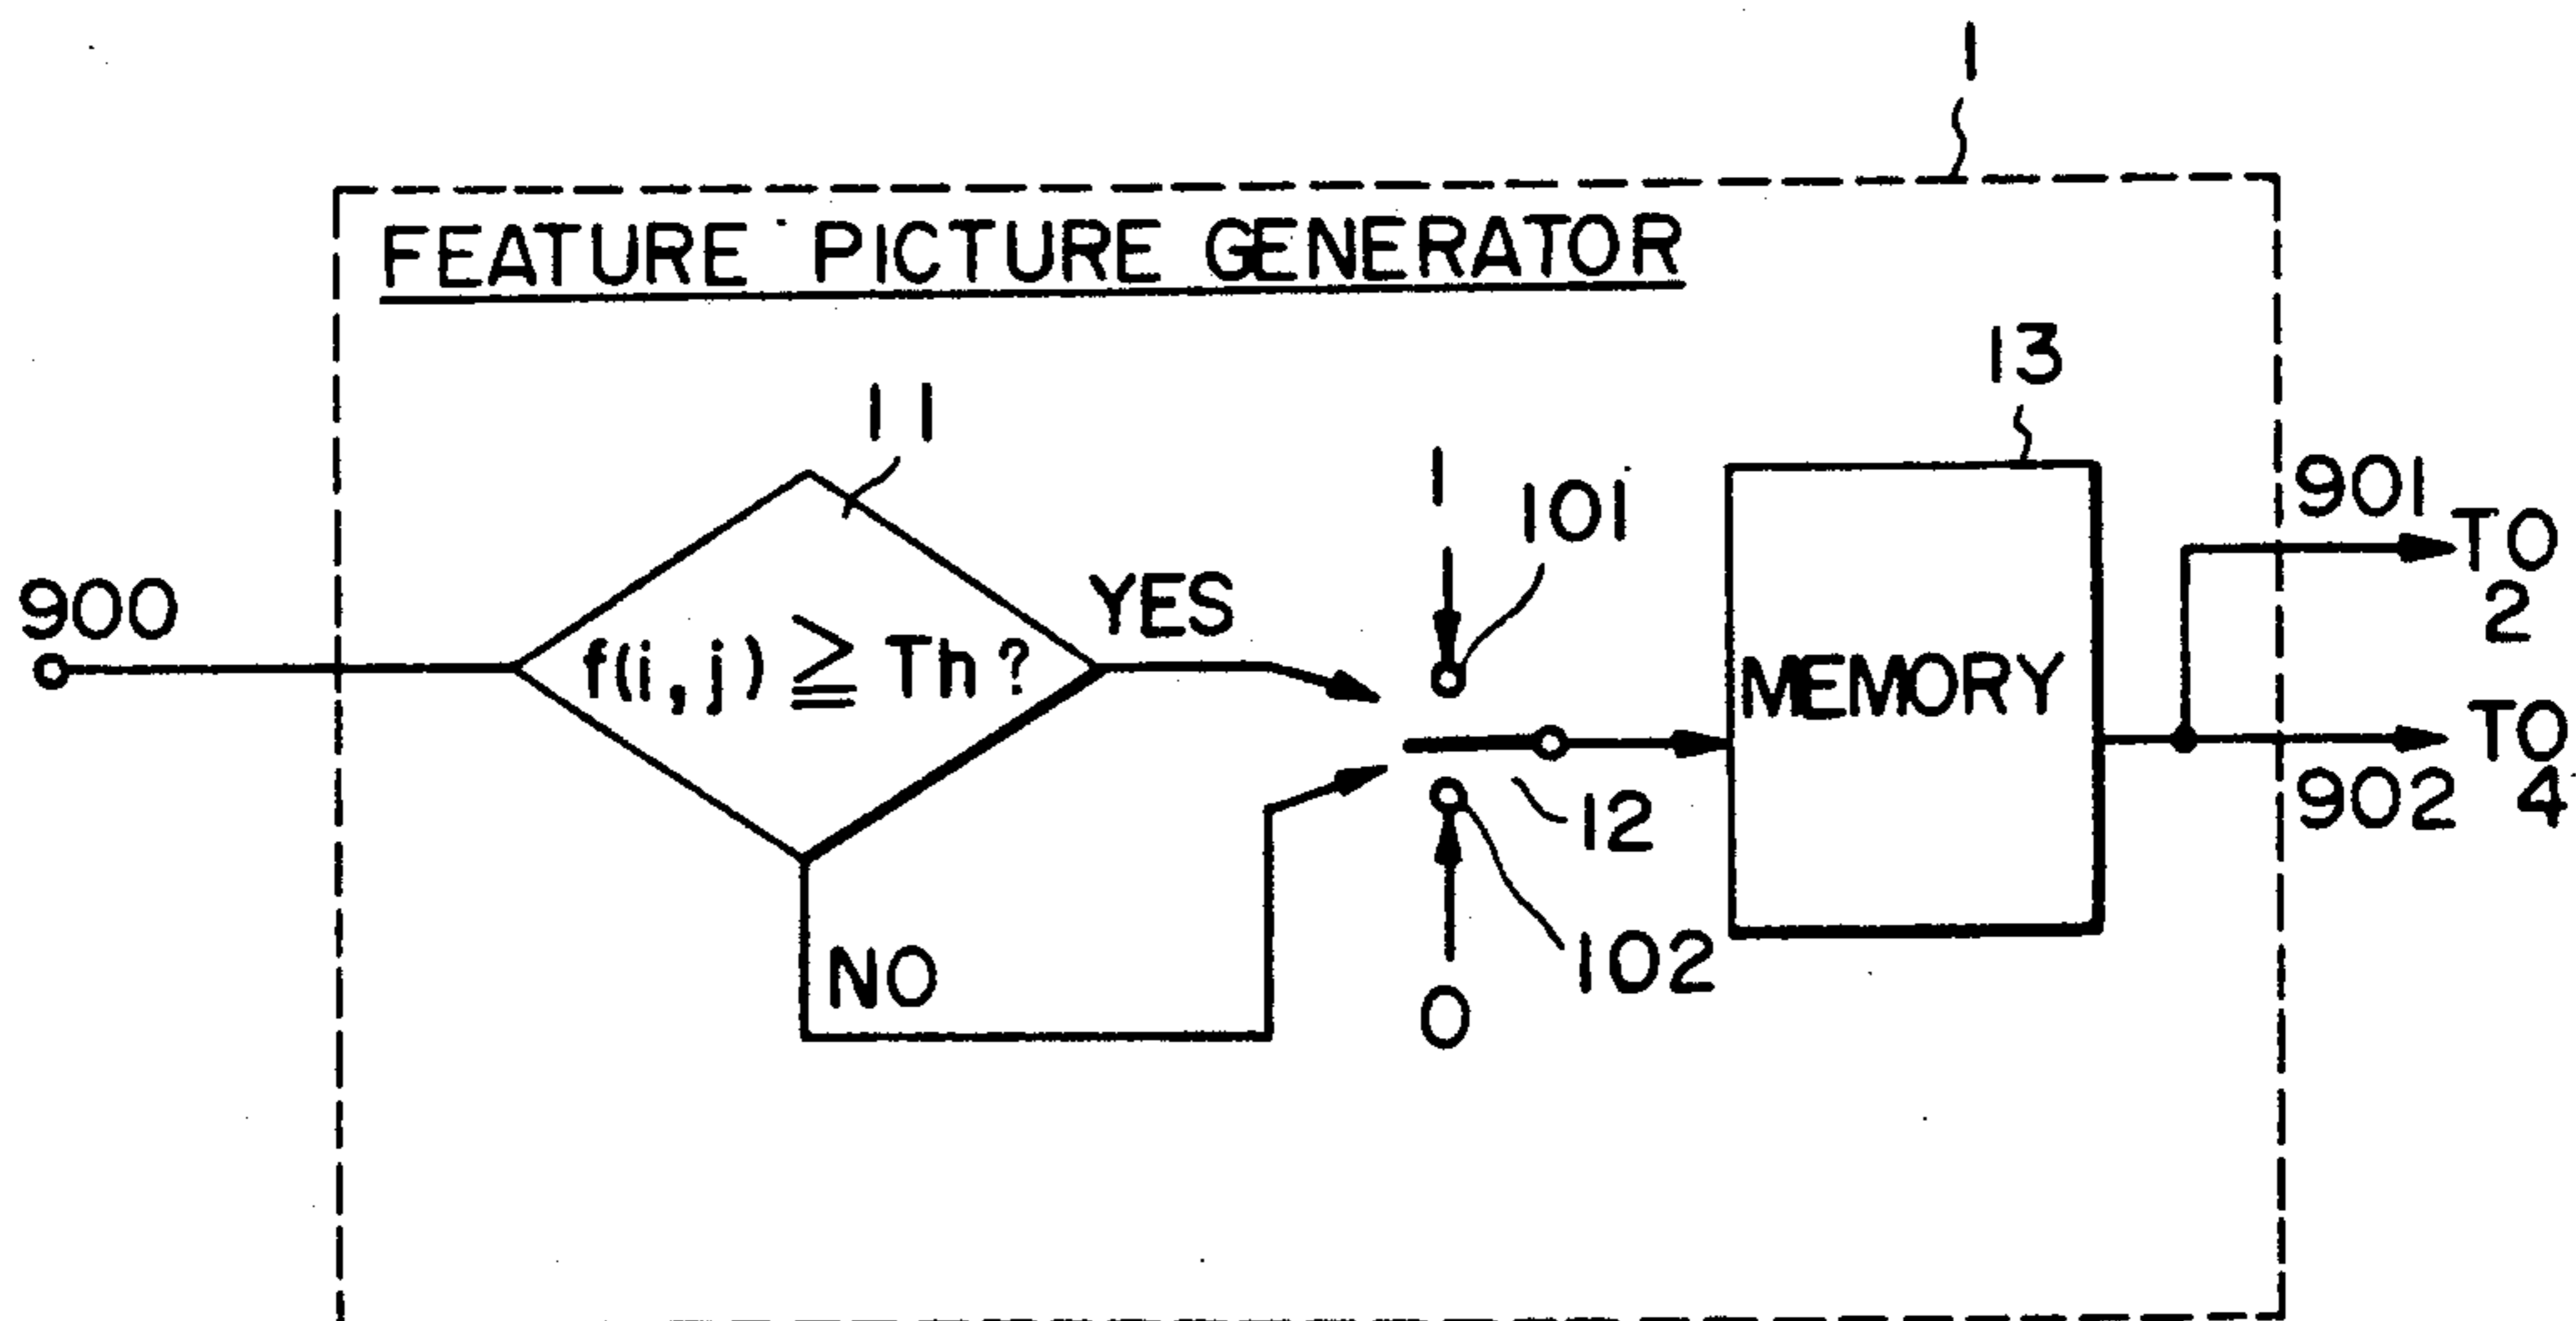 1
FEATURE PICTURE GENERATOR
13
11
1
101
901
TO
2
900
YES
f(i,j) ≧ Th?
MEMORY
TO
4
902
12
102
NO
0